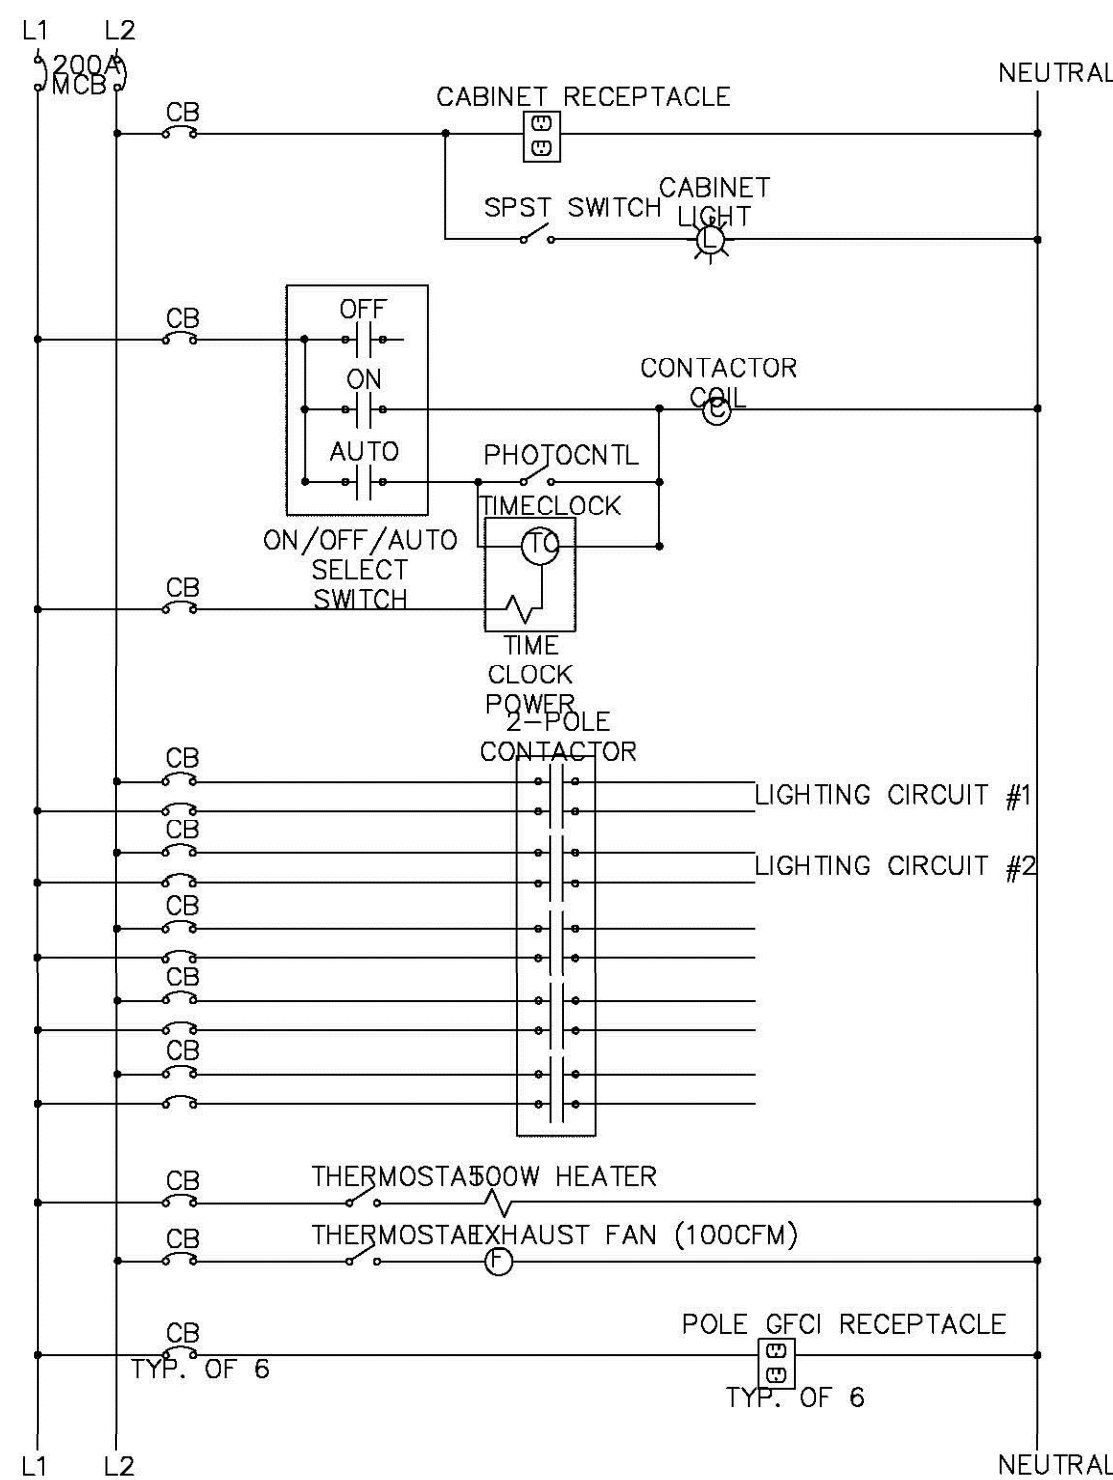 L1 L2
200A
MCB
NEUTRAL
CB
CABINET RECEPTACLE
SPST SWITCH
CABINET
LIGHT
L
CB
OFF
ON
AUTO
CONTACTOR
COIL
C
PHOTOCNTL
TIMECLOCK
TC
ON/OFF/AUTO
SELECT
SWITCH
CB
TIME
CLOCK
POWER
2-POLE
CONTACTOR
CB
LIGHTING CIRCUIT #1
CB
LIGHTING CIRCUIT #2
CB
CB
CB
CB
THERMOSTAT
500W HEATER
CB
THERMOSTAT
EXHAUST FAN (100CFM)
F
CB
TYP. OF 6
POLE GFCI RECEPTACLE
TYP. OF 6
L1 L2
NEUTRAL